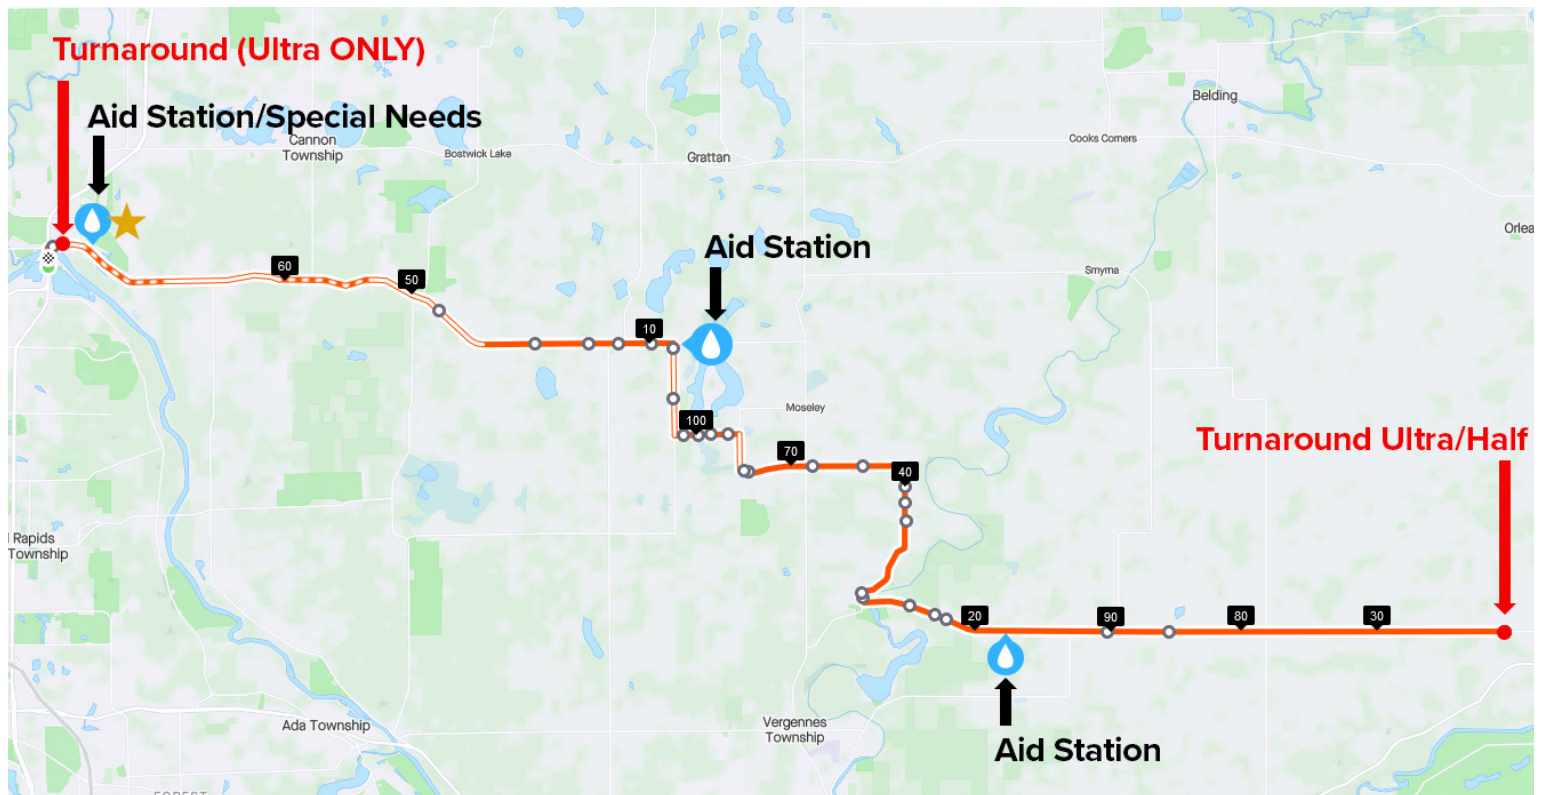 Turnaround (Ultra ONLY)
Belding
Aid Station/Special Needs
Cannon
Township
Cooks Corners
Bostwick Lake
Grattan
Orlea
Aid Station
60
Smyrna
50
10
Moseley
100
Turnaround Ultra/Half
70
40
Rapids
Township
20
90
80
30
Ada Township
Vergennes
Township
Aid Station